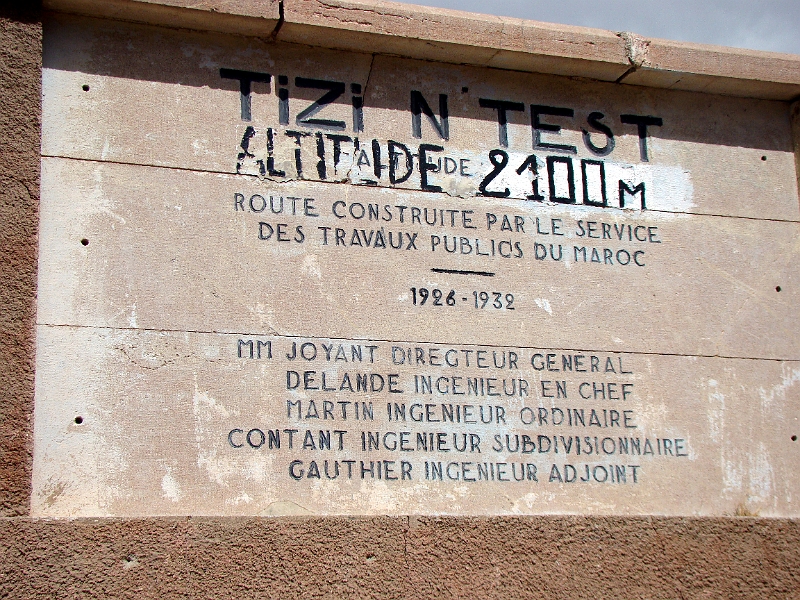 TIZI N'TEST
ALTITUDE 2100 M
ROUTE CONSTRUITE PAR LE SERVICE
DES TRAVAUX PUBLICS DU MAROC
1926-1932
MM JOYANT DIRECTEUR GENERAL
DELANDE INGENIEUR EN CHEF
MARTIN INGENIEUR ORDINAIRE
CONTANT INGENIEUR SUBDIVISIONNAIRE
GAUTHIER INGENIEUR ADJOINT